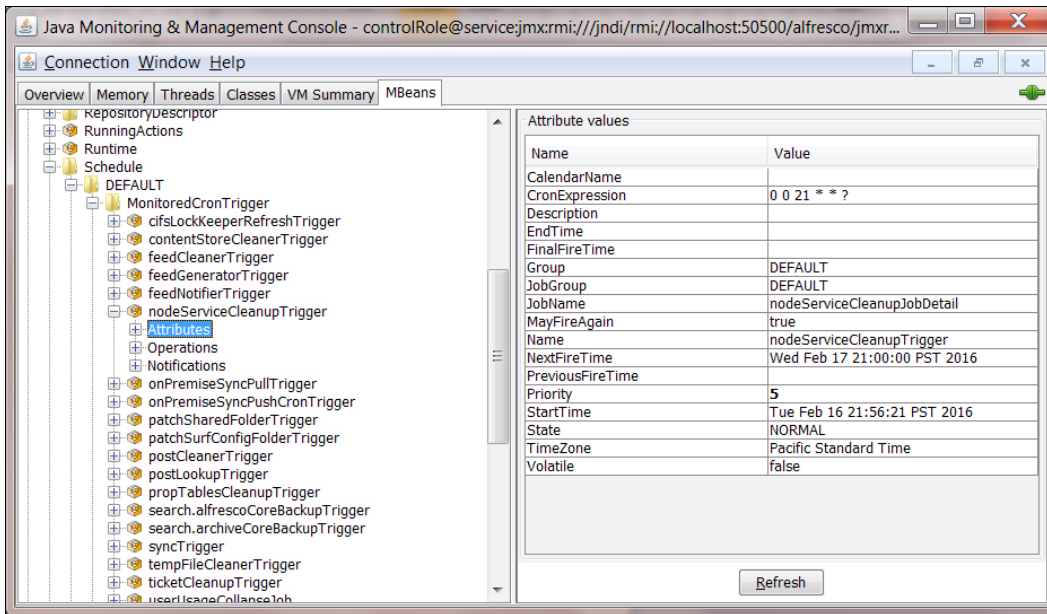 Java Monitoring & Management Console - controlRole@service:jmx:rmi:///jndi/rmi://localhost:50500/alfresco/jmxr...
Connection Window Help
Overview Memory Threads Classes VM Summary MBeans
RepositoryDescriptor
RunningActions
Runtime
Schedule
DEFAULT
MonitoredCronTrigger
cifsLockKeeperRefreshTrigger
contentStoreCleanerTrigger
feedCleanerTrigger
feedGeneratorTrigger
feedNotifierTrigger
nodeServiceCleanupTrigger
Attributes
Operations
Notifications
onPremiseSyncPullTrigger
onPremiseSyncPushCronTrigger
patchSharedFolderTrigger
patchSurfConfigFolderTrigger
postCleanerTrigger
postLookupTrigger
propTablesCleanupTrigger
search.alfrescoCoreBackupTrigger
search.archiveCoreBackupTrigger
syncTrigger
tempFileCleanerTrigger
ticketCleanupTrigger
userUsageCollapseJob
Attribute values
Name Value
CalendarName
CronExpression 0 0 21 * * ?
Description
EndTime
FinalFireTime
Group DEFAULT
JobGroup DEFAULT
JobName nodeServiceCleanupJobDetail
MayFireAgain true
Name nodeServiceCleanupTrigger
NextFireTime Wed Feb 17 21:00:00 PST 2016
PreviousFireTime
Priority 5
StartTime Tue Feb 16 21:56:21 PST 2016
State NORMAL
TimeZone Pacific Standard Time
Volatile false
Refresh